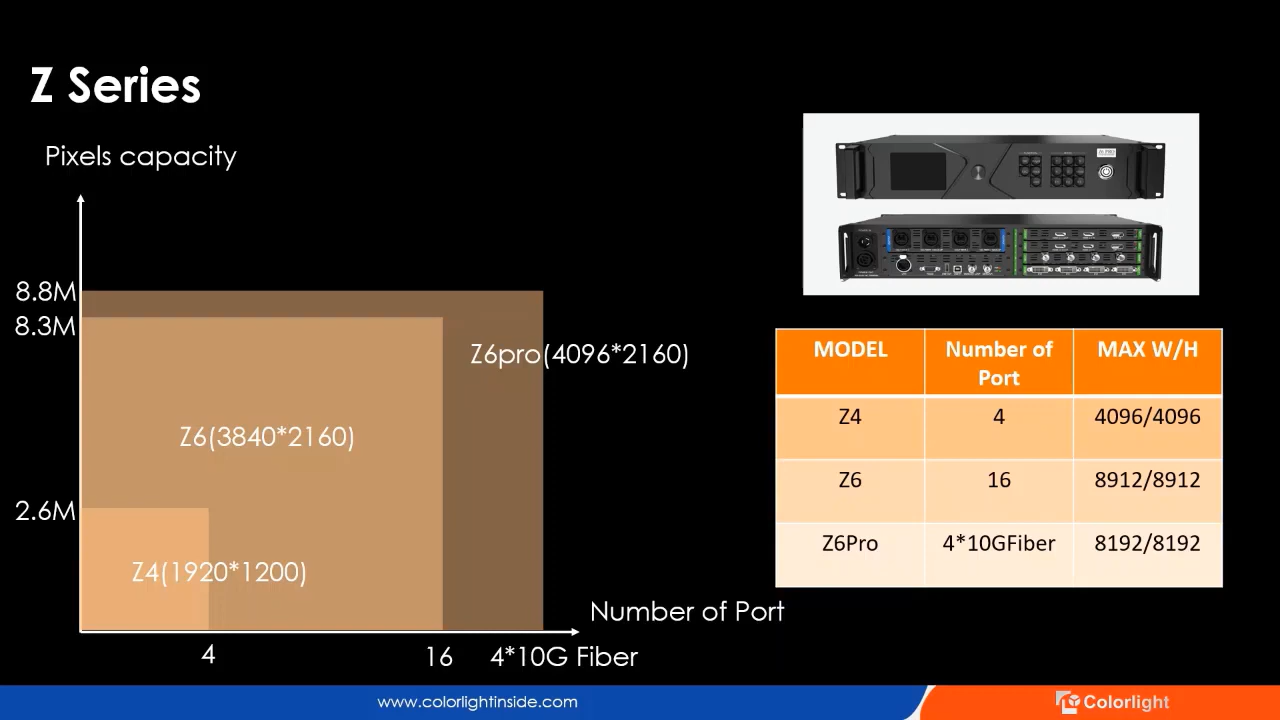 Z Series
Pixels capacity
8.8M
8.3M
Z6pro(4096*2160)
Z6(3840*2160)
2.6M
Z4(1920*1200)
Number of Port
4
16
4*10G Fiber
MODEL
Number of
Port
MAX W/H
Z4
4
4096/4096
Z6
16
8912/8912
Z6Pro
4*10GFiber
8192/8192
www.colorlightinside.com
Colorlight